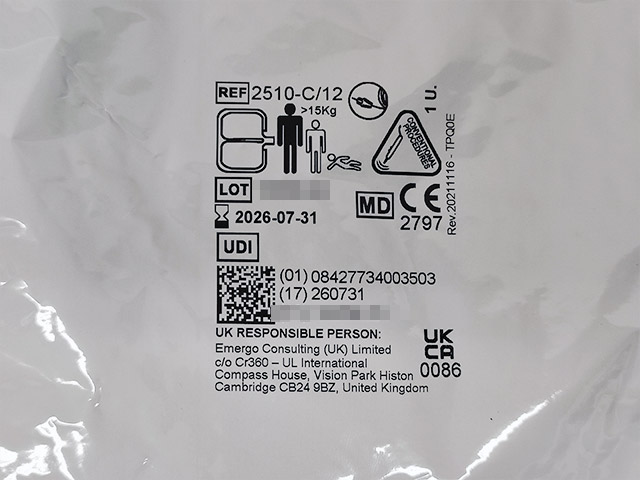 REF 2510-C/12
1 U.
>15Kg
CONVENTIONAL
PROCEDURES
Rev.20211116 - TPQ0E
LOT
2026-07-31
MD
CE
2797
UDI
(01) 08427734003503
(17) 260731
UK RESPONSIBLE PERSON:
Emergo Consulting (UK) Limited
c/o Cr360 – UL International
Compass House, Vision Park Histon
Cambridge CB24 9BZ, United Kingdom
UK
CA
0086